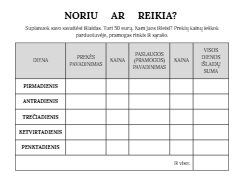 NORIU AR REIKIA?
Suplanuok savo savaitės išlaidas. Turi 50 eurų. Kam juos išleisi? Prekių kainų ieškok
parduotuvėje, pramogas rinkis iš sąrašo.
DIENA
PREKĖS
PAVADINIMAS
KAINA
PASLAUGOS
(PRAMOGOS)
PAVADINIMAS
KAINA
VISOS
DIENOS
IŠLAIDŲ
SUMA
PIRMADIENIS
ANTRADIENIS
TREČIADIENIS
KETVIRTADIENIS
PENKTADIENIS
Iš viso: